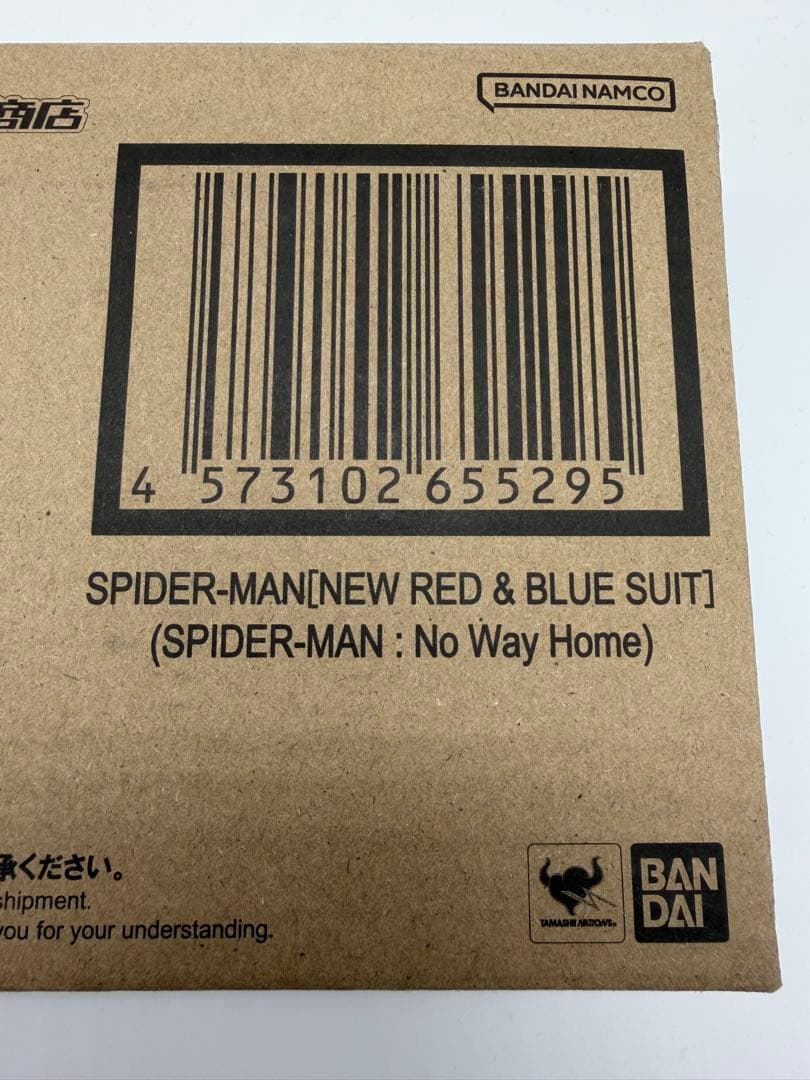 商店
BANDAI NAMCO
4 573102 655295
SPIDER-MAN[NEW RED & BLUE SUIT]
(SPIDER-MAN : No Way Home)
承ください。
shipment.
you for your understanding.
TAMASHII NATIONS®
BAN
DAI